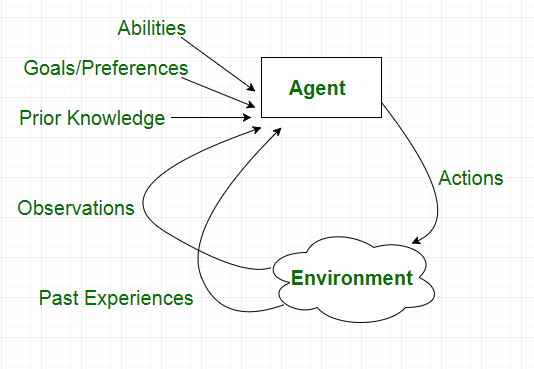 Abilities
Goals/Preferences
Agent
Prior Knowledge
Actions
Observations
Environment
Past Experiences